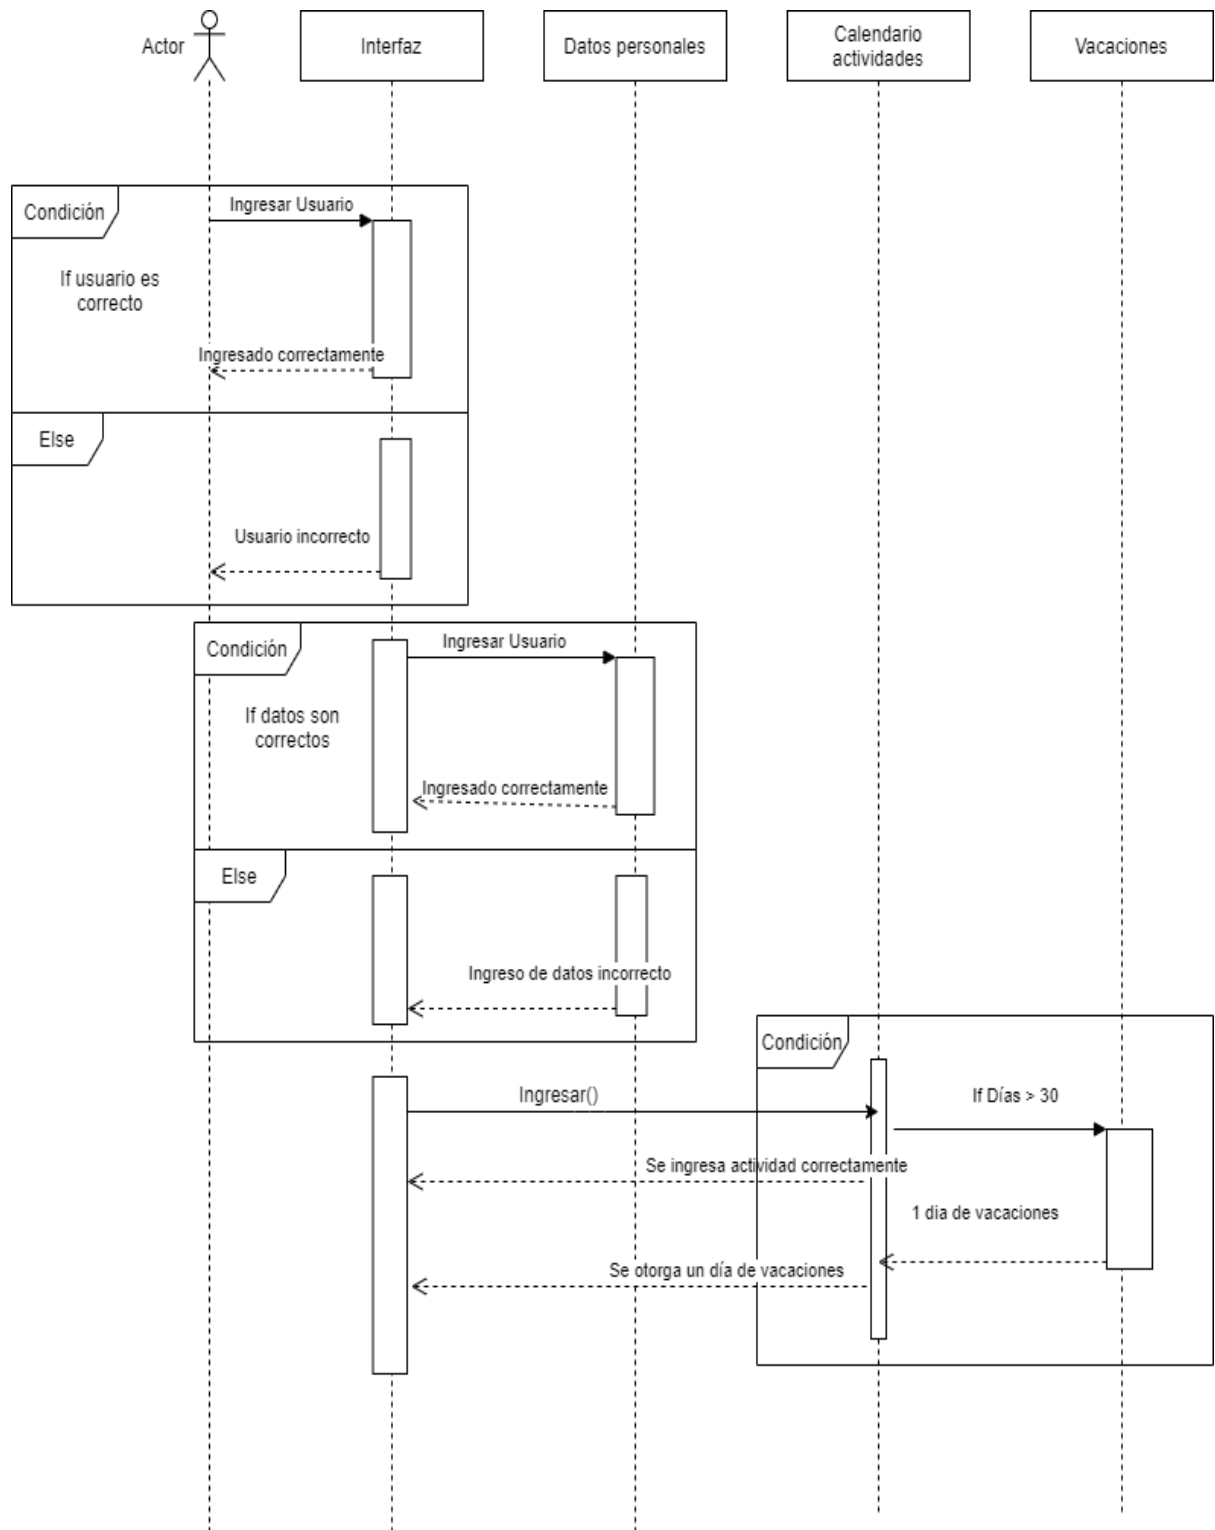 Actor
Interfaz
Datos personales
Calendario
actividades
Vacaciones
Condición
Ingresar Usuario
If usuario es
correcto
Ingresado correctamente
Else
Usuario incorrecto
Condición
Ingresar Usuario
If datos son
correctos
Ingresado correctamente
Else
Ingreso de datos incorrecto
Condición
Ingresar()
If Días > 30
Se ingresa actividad correctamente
1 dia de vacaciones
Se otorga un día de vacaciones